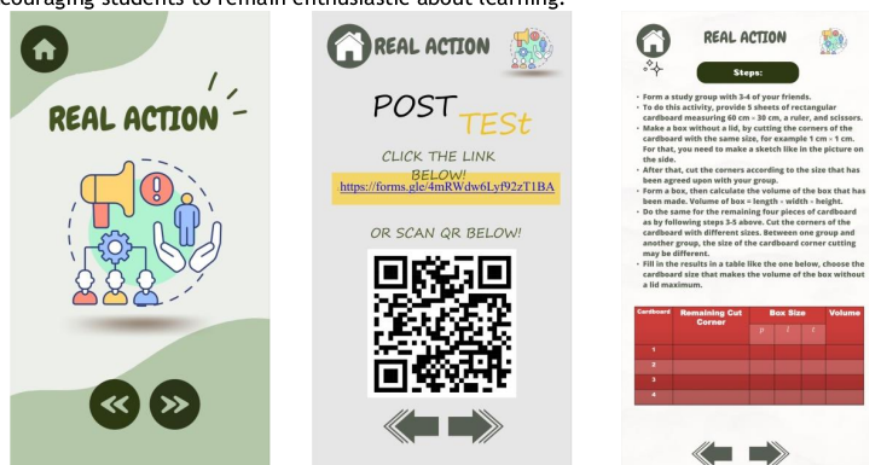 couraging students to remain enthusiastic about learning.
REAL ACTION
REAL ACTION
POST
TESt
CLICK THE LINK
BELOW!
https://forms.gle/4mRWdw6Lyf92zT1BA
OR SCAN QR BELOW!
REAL ACTION
Steps:
• Form a study group with 3-4 of your friends.
• To do this activity, provide 5 sheets of rectangular
cardboard measuring 60 cm - 30 cm, a ruler, and scissors.
• Make a box without a lid, by cutting the corners of the
cardboard with the same size, for example 1 cm - 1 cm.
For that, you need to make a sketch like in the picture on
the side.
• After that, cut the corners according to the size that has
been agreed upon with your group.
• Form a box, then calculate the volume of the box that has
been made. Volume of box = length - width - height.
• Do the same for the remaining four pieces of cardboard
as by following steps 3-5 above. Cut the corners of the
cardboard with different sizes. Between one group and
another group, the size of the cardboard corner cutting
may be different.
• Fill in the results in a table like the one below, choose the
cardboard size that makes the volume of the box without
a lid maximum.
Cardboard Remaining Cut Corner Box Size Volume
p l t
1
2
3
4